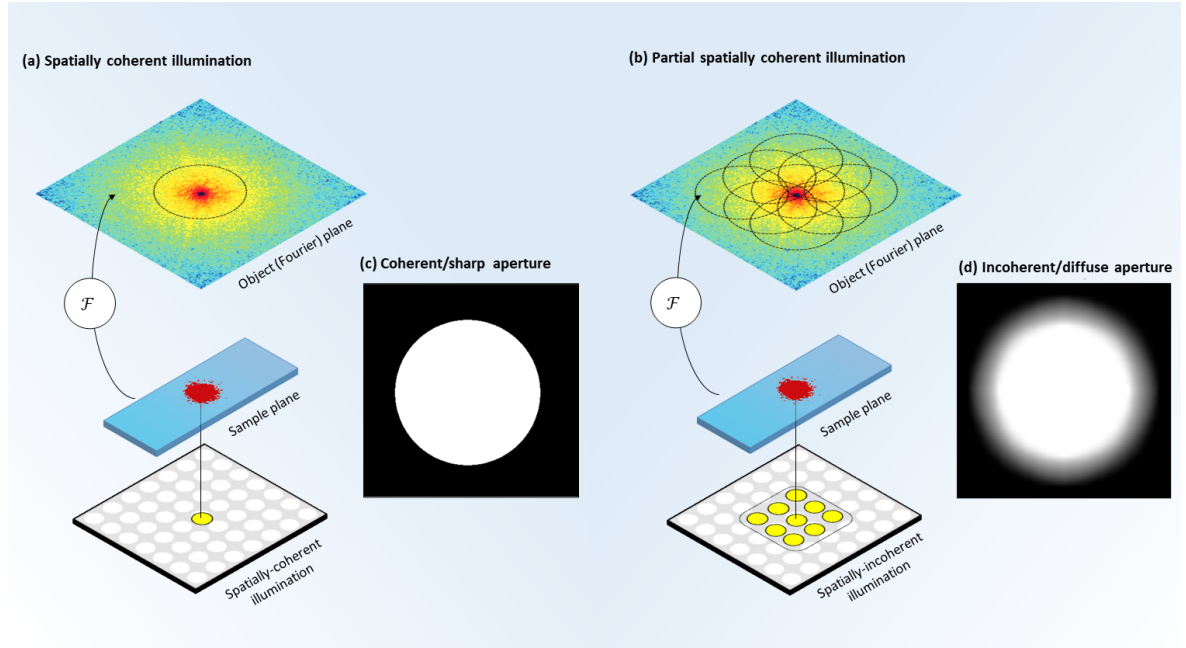 (a) Spatially coherent illumination
Object (Fourier) plane
ℱ
Sample plane
Spatially-coherent
illumination
(c) Coherent/sharp aperture
(b) Partial spatially coherent illumination
Object (Fourier) plane
ℱ
Sample plane
Spatially-incoherent
illumination
(d) Incoherent/diffuse aperture